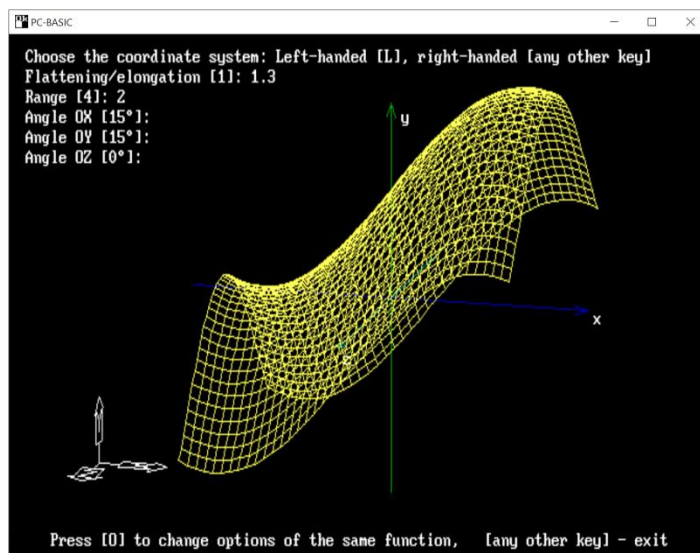 PC-BASIC
Choose the coordinate system: Left-handed [L], right-handed [any other key]
Flattening/elongation [1]: 1.3
Range [4]: 2
Angle OX [15°]:
Angle OY [15°]:
Angle OZ [0°]:
y
x
z
Press [O] to change options of the same function, [any other key] - exit